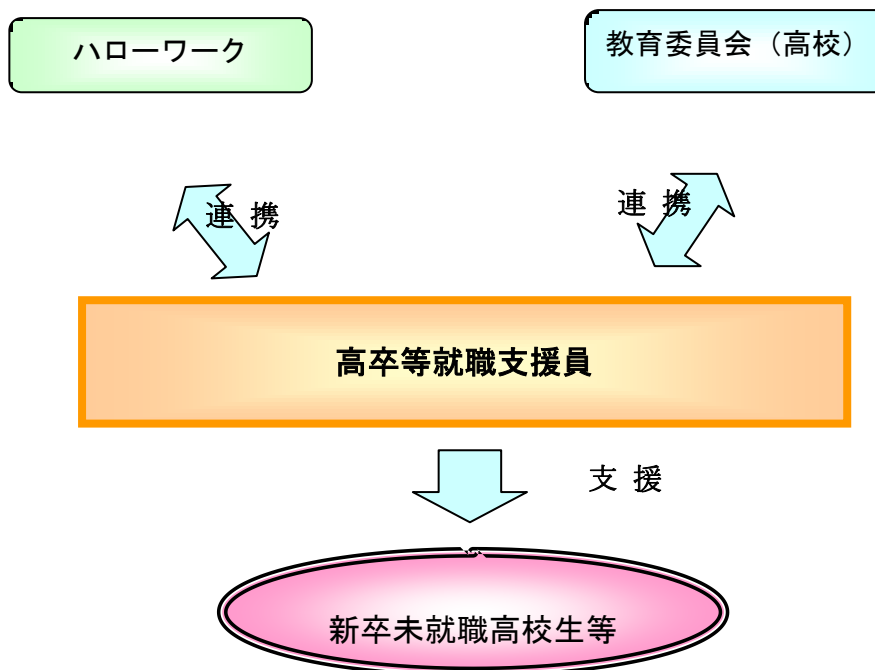 ハローワーク
教育委員会（高校）
連 携
連 携
高卒等就職支援員
支 援
新卒未就職高校生等